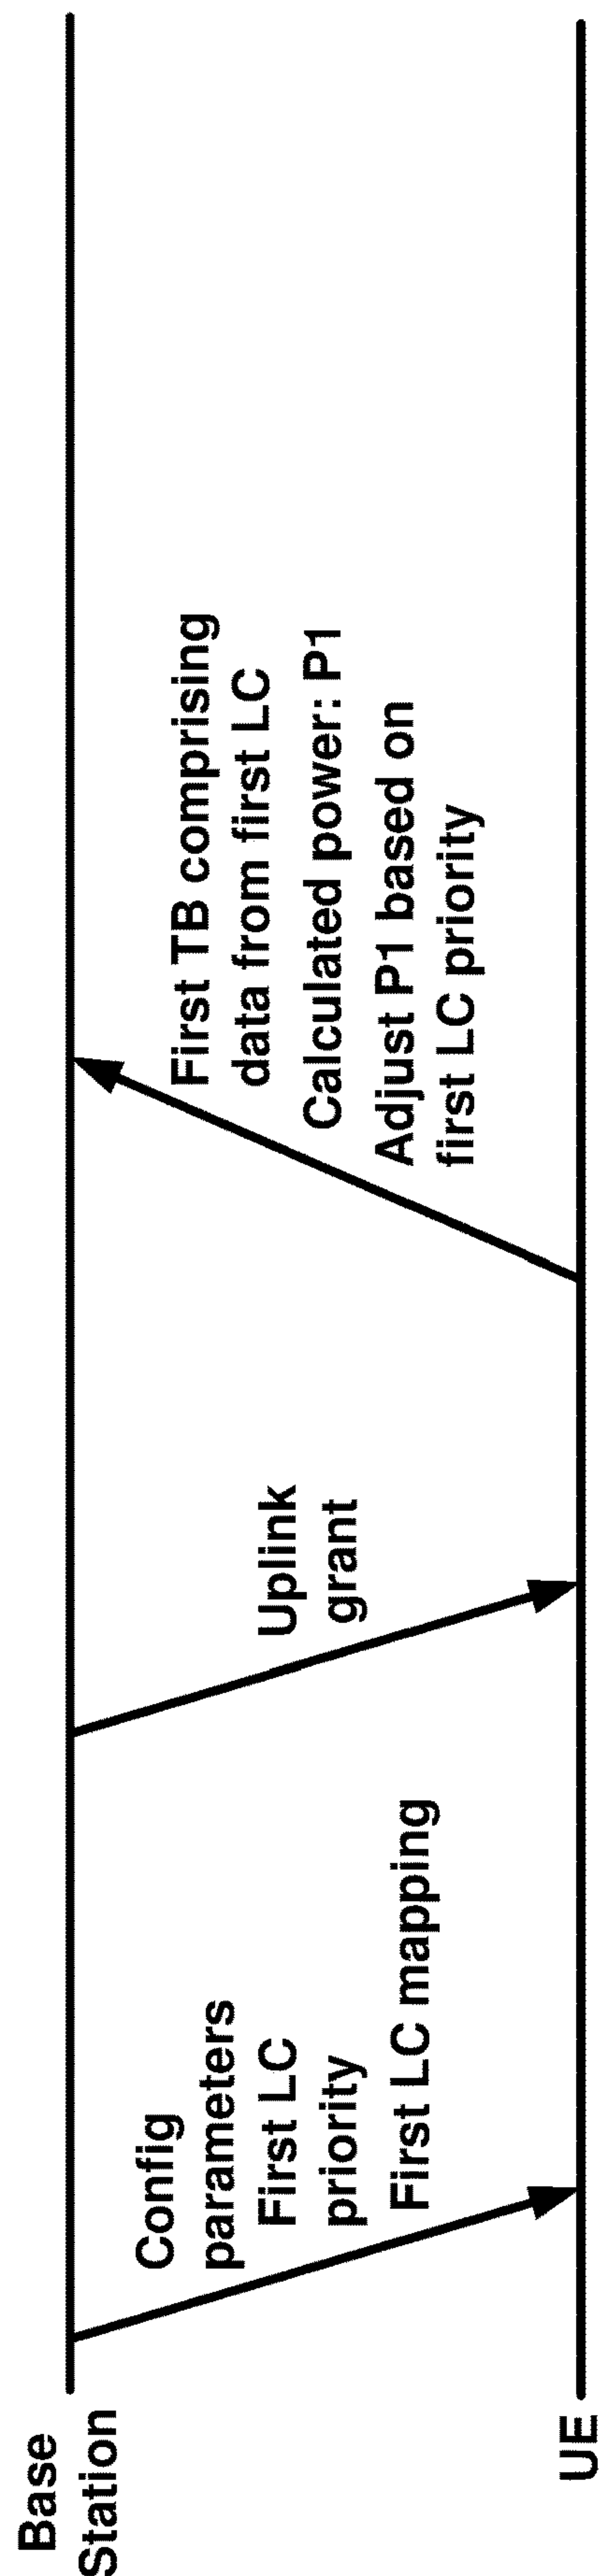 Base
Station
UE
Config
parameters
First LC
priority
First LC mapping
Uplink
grant
First TB comprising
data from first LC
Calculated power: P1
Adjust P1 based on
first LC priority